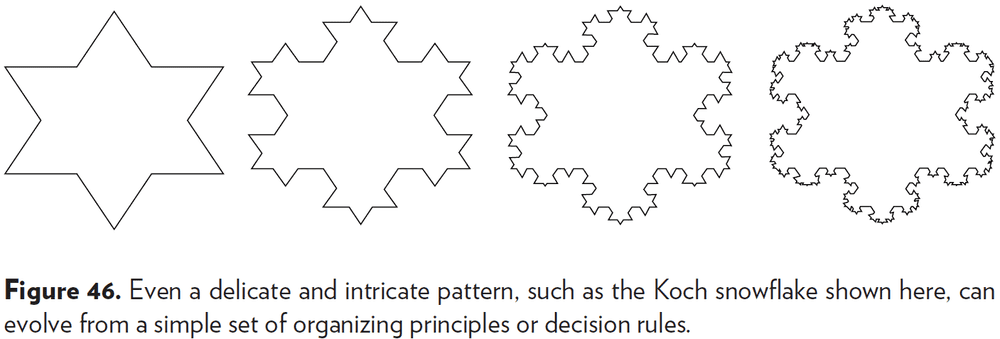 Figure 46. Even a delicate and intricate pattern, such as the Koch snowflake shown here, can
evolve from a simple set of organizing principles or decision rules.